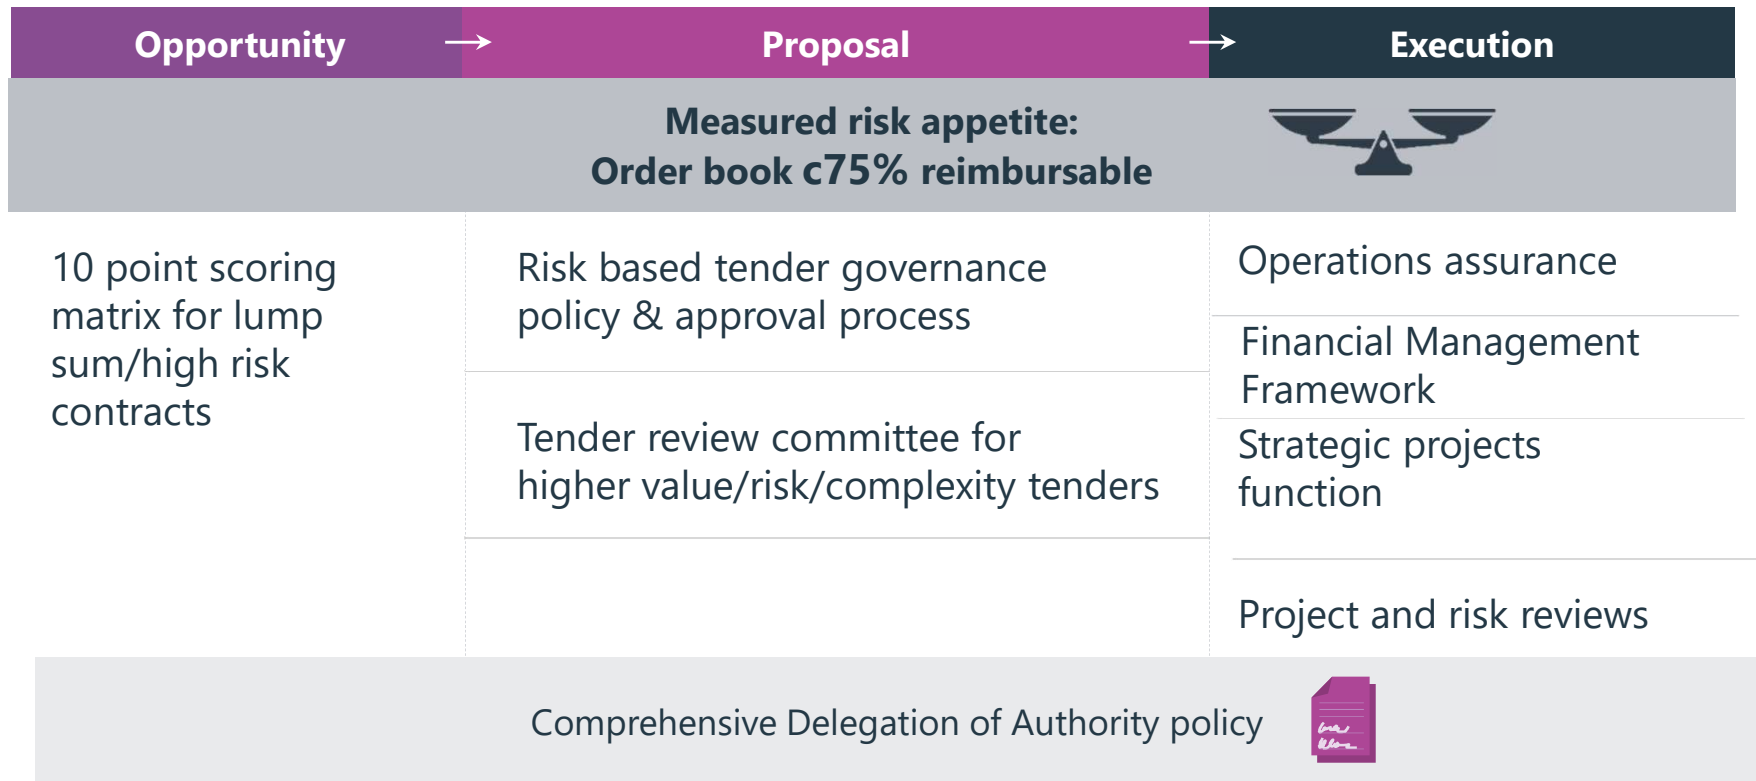 Opportunity → Proposal → Execution
Measured risk appetite:
Order book c75% reimbursable
10 point scoring
matrix for lump
sum/high risk
contracts
Risk based tender governance
policy & approval process
Tender review committee for
higher value/risk/complexity tenders
Operations assurance
Financial Management
Framework
Strategic projects
function
Project and risk reviews
Comprehensive Delegation of Authority policy